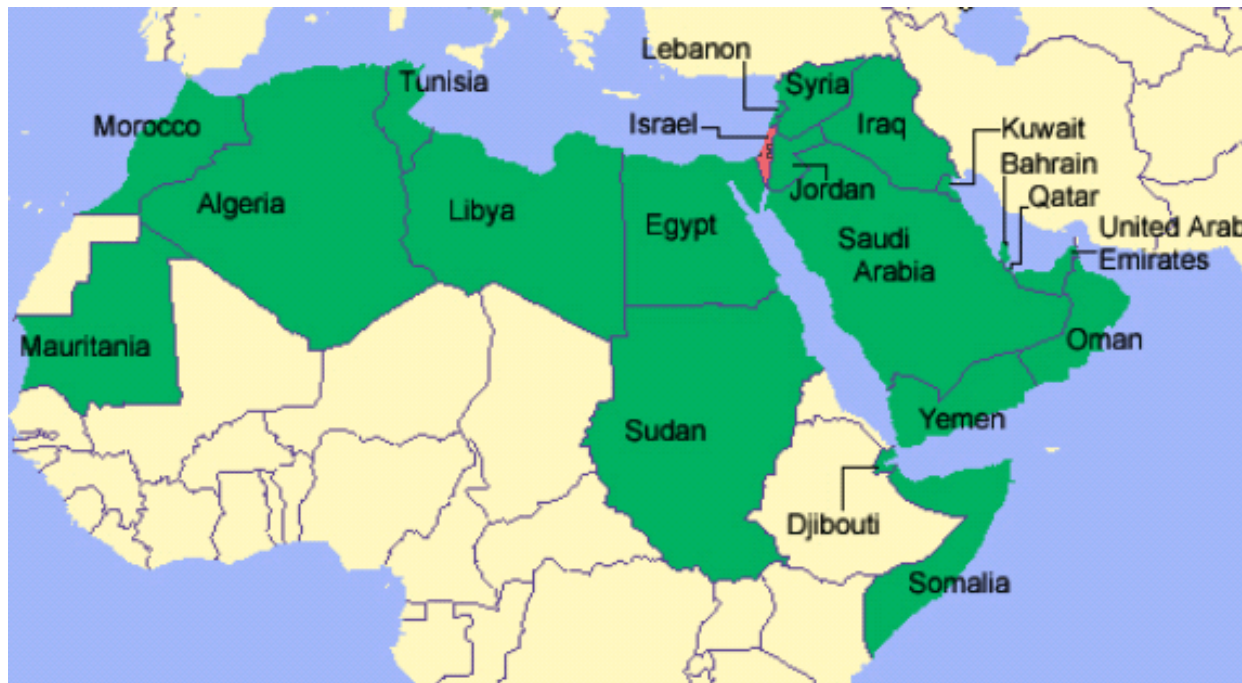 Lebanon
Tunisia
Syria
Morocco
Israel
Iraq
Kuwait
Bahrain
Jordan
Qatar
Algeria
Libya
Egypt
Saudi
Arabia
United Arab
Emirates
Mauritania
Oman
Sudan
Yemen
Djibouti
Somalia